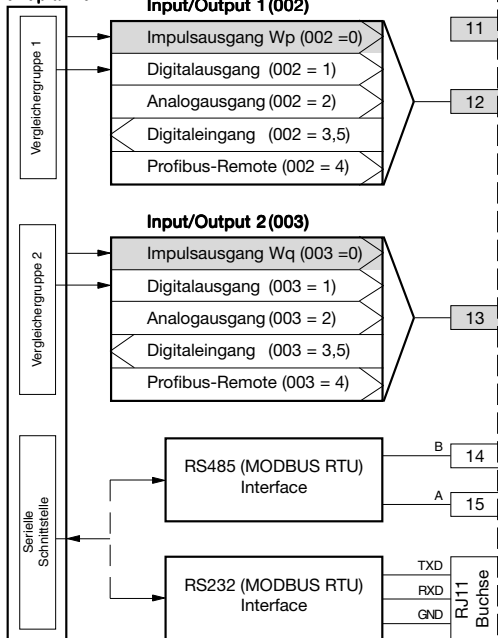 Input/Output 1 (002)
Vergleichergruppe 1
Impulsausgang Wp (002 =0)
Digitalausgang (002 = 1)
Analogausgang (002 = 2)
Digitaleingang (002 = 3,5)
Profibus-Remote (002 = 4)
11
12
Input/Output 2 (003)
Vergleichergruppe 2
Impulsausgang Wq (003 =0)
Digitalausgang (003 = 1)
Analogausgang (003 = 2)
Digitaleingang (003 = 3,5)
Profibus-Remote (003 = 4)
13
Serielle
Schnittstelle
RS485 (MODBUS RTU)
Interface
B
14
A
15
RS232 (MODBUS RTU)
Interface
TXD
RXD
GND
RJ11
Buchse